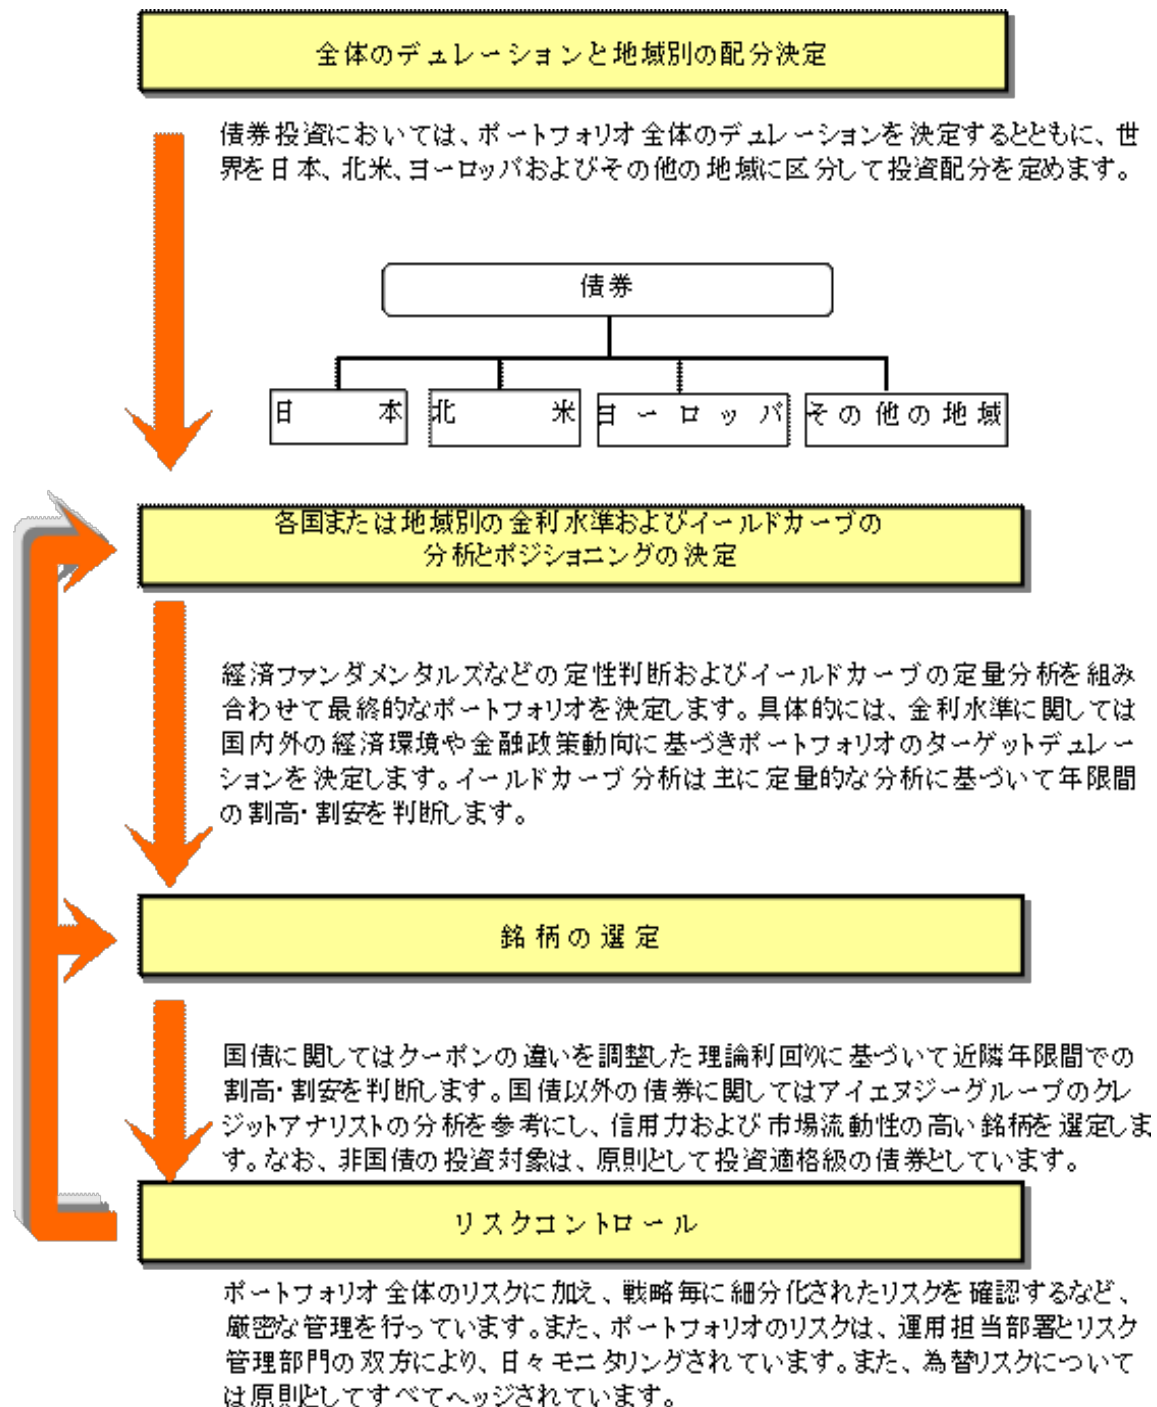 全体のデュレーションと地域別の配分決定
債券投資においては、ポートフォリオ全体のデュレーションを決定するとともに、世
界を日本、北米、ヨーロッパおよびその他の地域に区分して投資配分を定めます。
債券
日本 北米 ヨーロッパ その他の地域
各国または地域別の金利水準およびイールドカーブの
分析とポジショニングの決定
経済ファンダメンタルズなどの定性判断およびイールドカーブの定量分析を組み
合わせて最終的なポートフォリオを決定します。具体的には、金利水準に関しては
国内外の経済環境や金融政策動向に基づきポートフォリオのターゲットデュレー
ションを決定します。イールドカーブ分析は主に定量的な分析に基づいて年限間
の割高・割安を判断します。
銘柄の選定
国債に関してはクーポンの違いを調整した理論利回りに基づいて近隣年限間での
割高・割安を判断します。国債以外の債券に関してはアイエヌジーグループのクレ
ジットアナリストの分析を参考にし、信用力および市場流動性の高い銘柄を選定しま
す。なお、非国債の投資対象は、原則として投資適格級の債券としています。
リスクコントロール
ポートフォリオ全体のリスクに加え、戦略毎に細分化されたリスクを確認するなど、
厳密な管理を行っています。また、ポートフォリオのリスクは、運用担当部署とリスク
管理部門の双方により、日々モニタリングされています。また、為替リスクについて
は原則としてすべてヘッジされています。